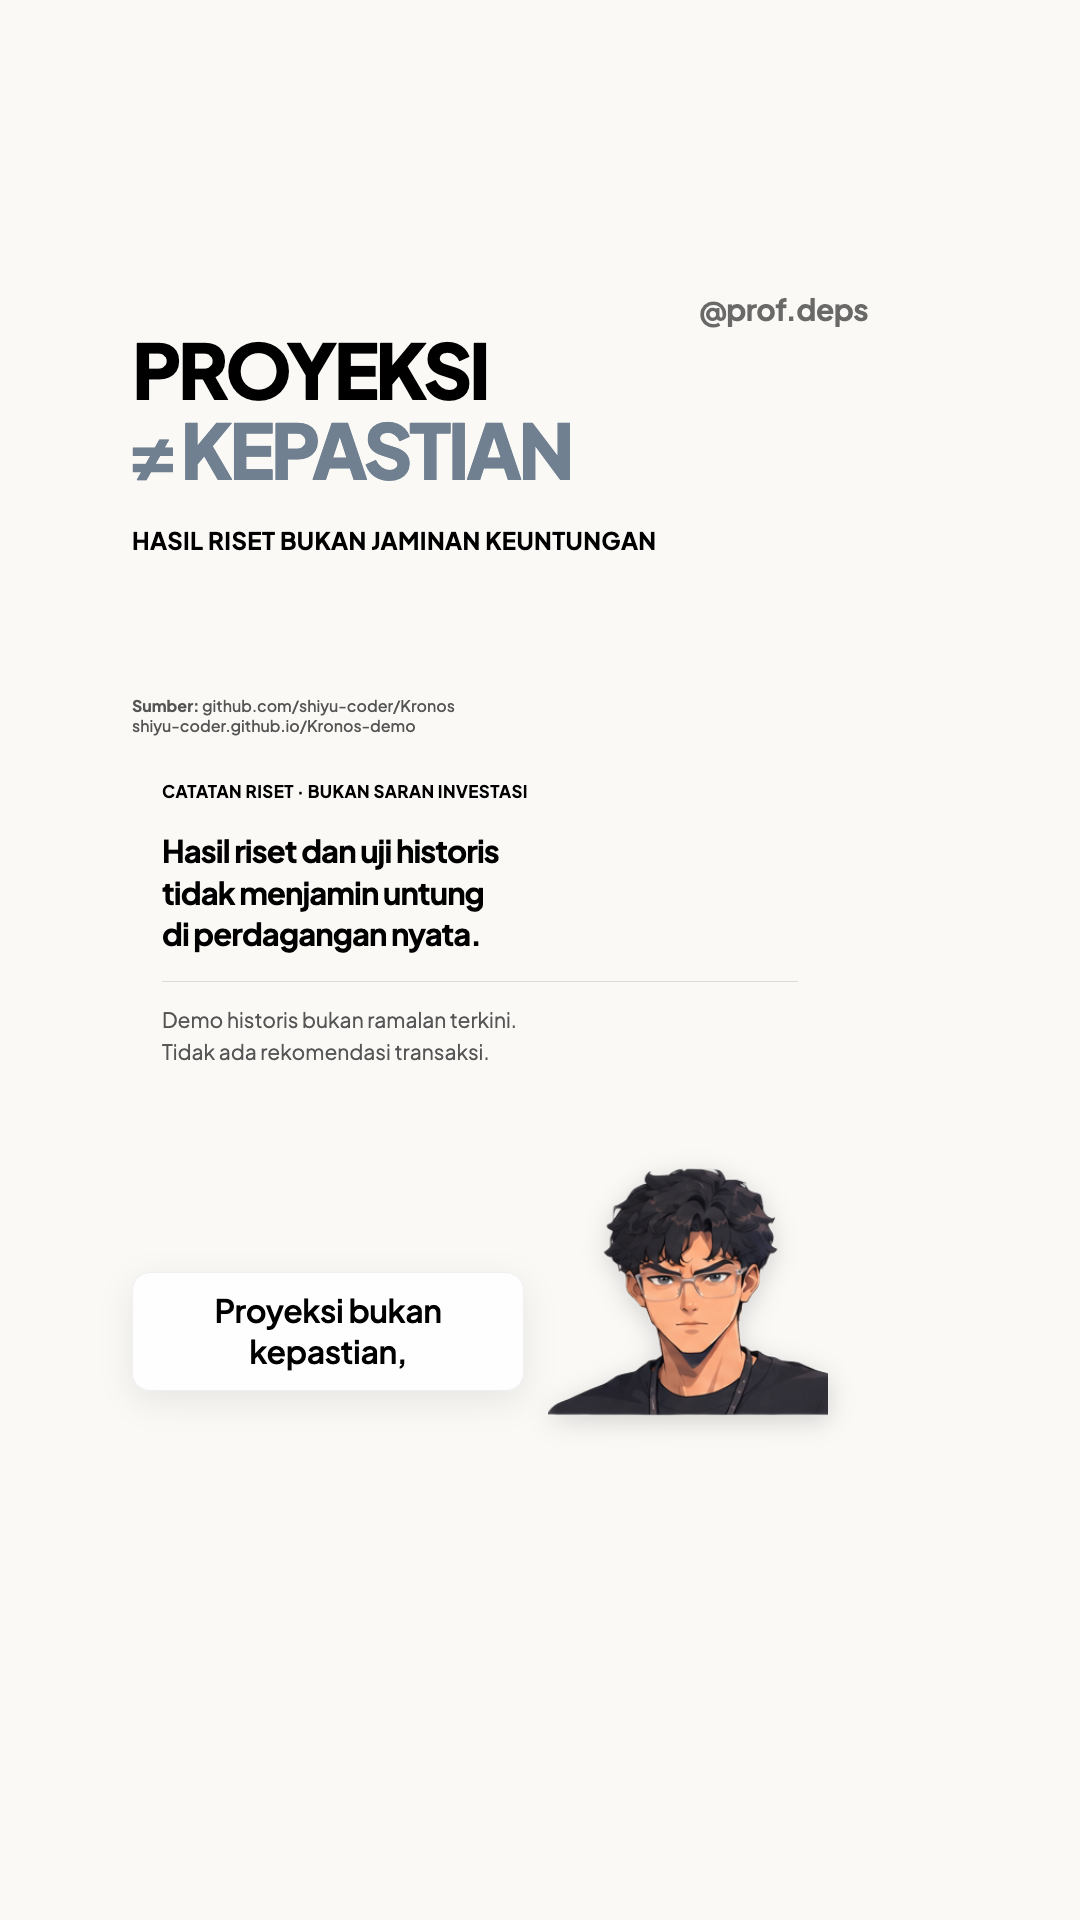 @prof.deps
PROYEKSI
≠ KEPASTIAN
HASIL RISET BUKAN JAMINAN KEUNTUNGAN
Sumber: github.com/shiyu-coder/Kronos
shiyu-coder.github.io/Kronos-demo
CATATAN RISET · BUKAN SARAN INVESTASI
Hasil riset dan uji historis
tidak menjamin untung
di perdagangan nyata.
Demo historis bukan ramalan terkini.
Tidak ada rekomendasi transaksi.
Proyeksi bukan
kepastian,